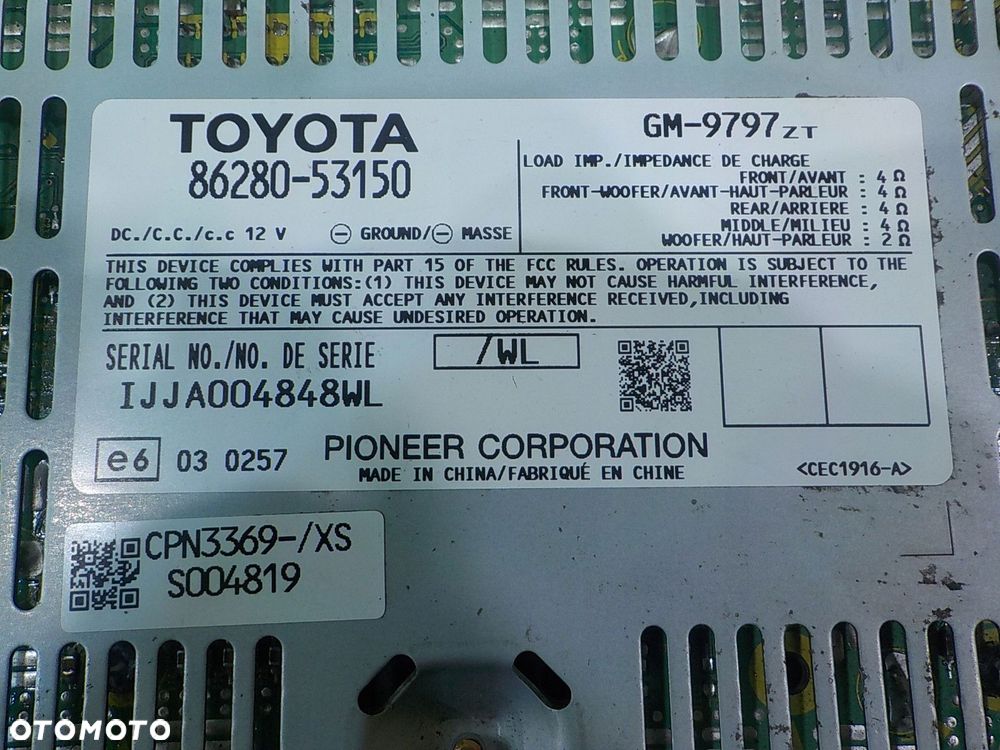 TOYOTA
86280-53150
GM-9797ZT
LOAD IMP./IMPEDANCE DE CHARGE
FRONT/AVANT : 4 Ω
FRONT-WOOFER/AVANT-HAUT-PARLEUR : 4 Ω
REAR/ARRIERE : 4 Ω
MIDDLE/MILIEU : 4 Ω
WOOFER/HAUT-PARLEUR : 2 Ω
DC./C.C./c.c 12 V ⊖ GROUND/⊖ MASSE
THIS DEVICE COMPLIES WITH PART 15 OF THE FCC RULES. OPERATION IS SUBJECT TO THE
FOLLOWING TWO CONDITIONS:(1) THIS DEVICE MAY NOT CAUSE HARMFUL INTERFERENCE,
AND (2) THIS DEVICE MUST ACCEPT ANY INTERFERENCE RECEIVED,INCLUDING
INTERFERENCE THAT MAY CAUSE UNDESIRED OPERATION.
SERIAL NO./NO. DE SERIE /WL
IJJA004848WL
e6 03 0257
PIONEER CORPORATION
MADE IN CHINA/FABRIQUÉ EN CHINE
<CEC1916-A>
CPN3369-/XS
S004819
OTOMOTO